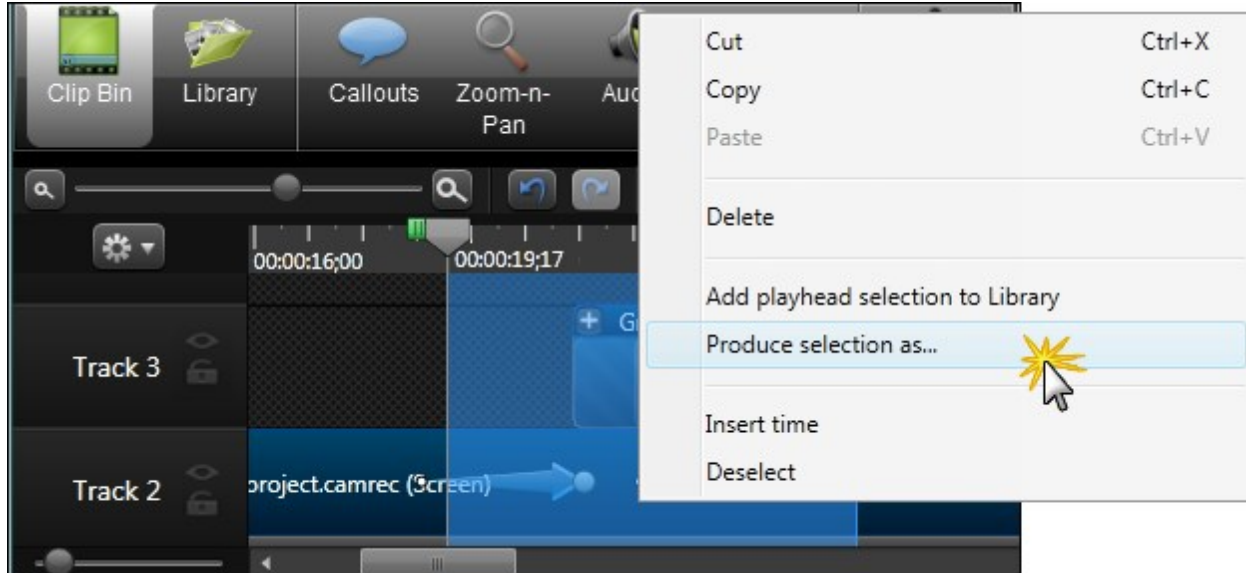 Clip Bin
Library
Callouts
Zoom-n-
Pan
Cut Ctrl+X
Copy Ctrl+C
Paste Ctrl+V
Delete
Add playhead selection to Library
Produce selection as...
Insert time
Deselect
00:00:16;00 00:00:19;17
Track 3
Track 2
project.camrec (Screen)